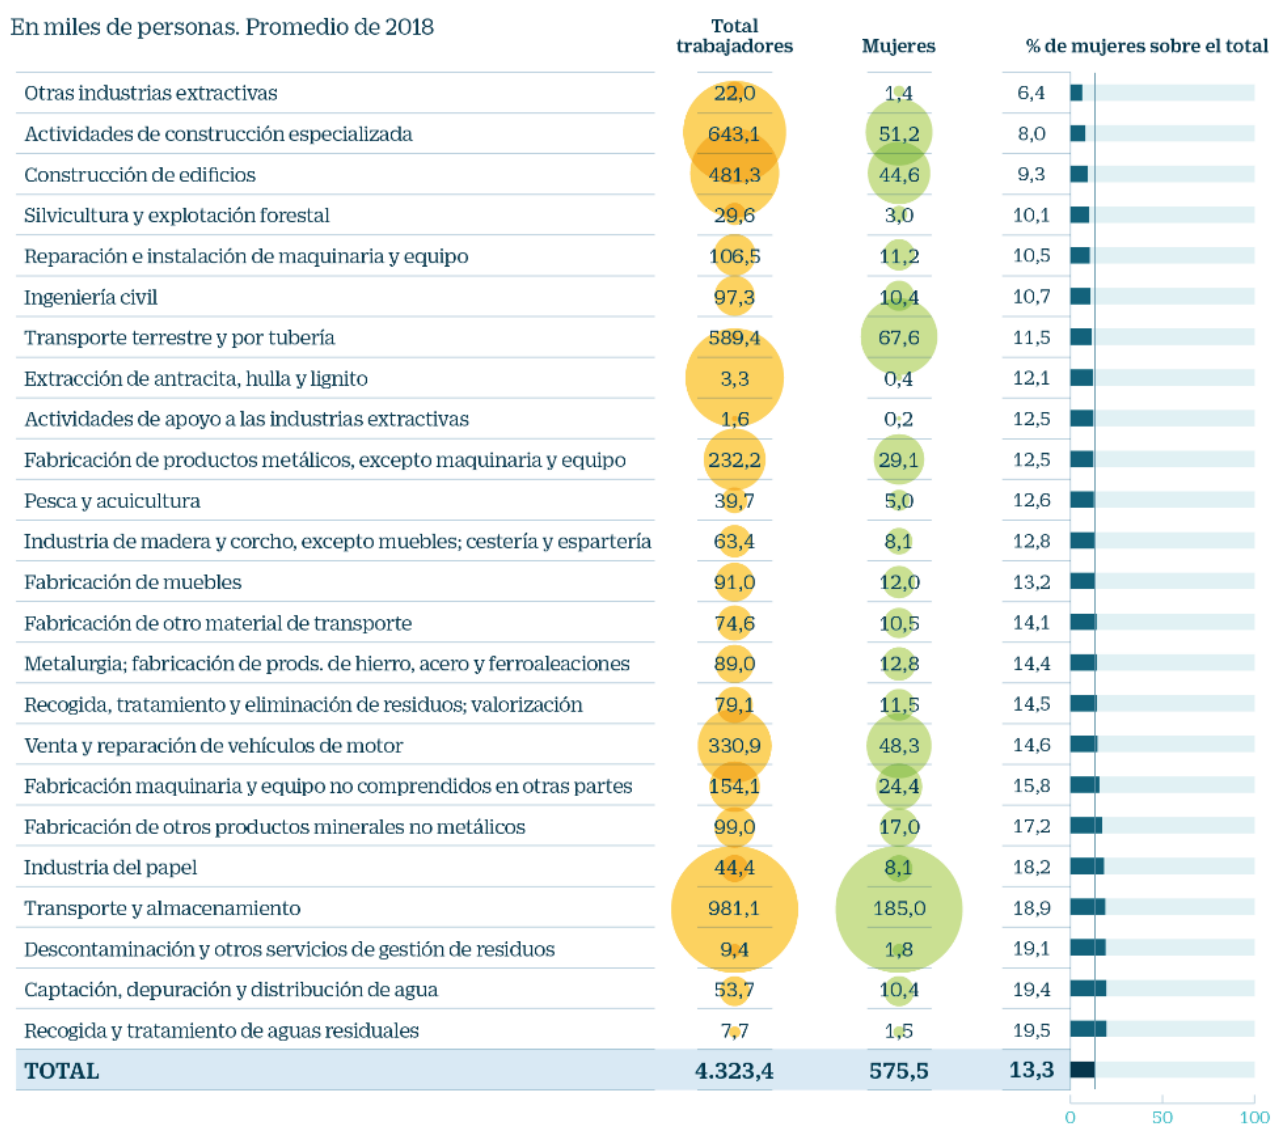 En miles de personas. Promedio de 2018
Total
trabajadores
Mujeres
% de mujeres sobre el total
Otras industrias extractivas 22,0 1,4 6,4
Actividades de construcción especializada 643,1 51,2 8,0
Construcción de edificios 481,3 44,6 9,3
Silvicultura y explotación forestal 29,6 3,0 10,1
Reparación e instalación de maquinaria y equipo 106,5 11,2 10,5
Ingeniería civil 97,3 10,4 10,7
Transporte terrestre y por tubería 589,4 67,6 11,5
Extracción de antracita, hulla y lignito 3,3 0,4 12,1
Actividades de apoyo a las industrias extractivas 1,6 0,2 12,5
Fabricación de productos metálicos, excepto maquinaria y equipo 232,2 29,1 12,5
Pesca y acuicultura 39,7 5,0 12,6
Industria de madera y corcho, excepto muebles; cestería y espartería 63,4 8,1 12,8
Fabricación de muebles 91,0 12,0 13,2
Fabricación de otro material de transporte 74,6 10,5 14,1
Metalurgia; fabricación de prods. de hierro, acero y ferroaleaciones 89,0 12,8 14,4
Recogida, tratamiento y eliminación de residuos; valorización 79,1 11,5 14,5
Venta y reparación de vehículos de motor 330,9 48,3 14,6
Fabricación maquinaria y equipo no comprendidos en otras partes 154,1 24,4 15,8
Fabricación de otros productos minerales no metálicos 99,0 17,0 17,2
Industria del papel 44,4 8,1 18,2
Transporte y almacenamiento 981,1 185,0 18,9
Descontaminación y otros servicios de gestión de residuos 9,4 1,8 19,1
Captación, depuración y distribución de agua 53,7 10,4 19,4
Recogida y tratamiento de aguas residuales 7,7 1,5 19,5
TOTAL 4.323,4 575,5 13,3
0 50 100